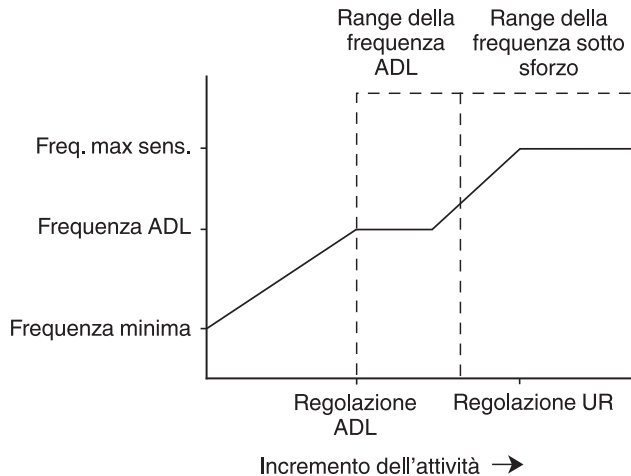 Range della
frequenza
ADL
Range della
frequenza sotto
sforzo
Freq. max sens.
Frequenza ADL
Frequenza minima
Regolazione
ADL
Regolazione UR
Incremento dell'attività →